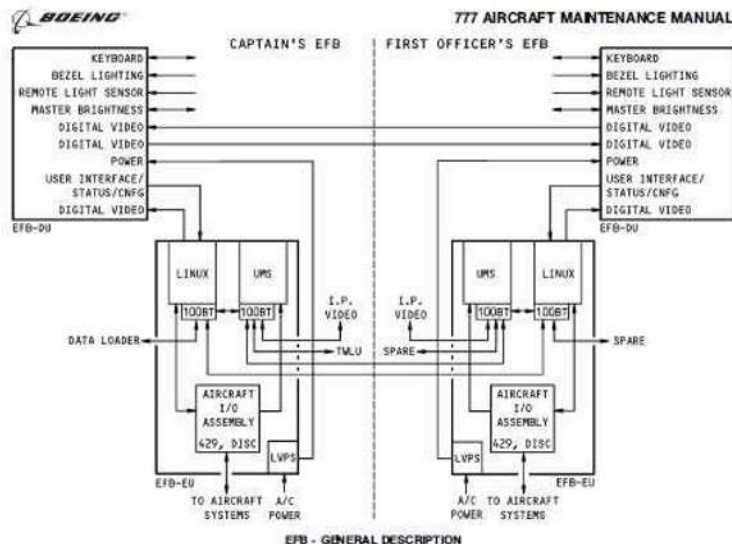 BOEING
777 AIRCRAFT MAINTENANCE MANUAL
CAPTAIN'S EFB
FIRST OFFICER'S EFB
KEYBOARD
BEZEL LIGHTING
REMOTE LIGHT SENSOR
MASTER BRIGHTNESS
DIGITAL VIDEO
DIGITAL VIDEO
POWER
USER INTERFACE/
STATUS/CNFG
DIGITAL VIDEO
EFB-DU
KEYBOARD
BEZEL LIGHTING
REMOTE LIGHT SENSOR
MASTER BRIGHTNESS
DIGITAL VIDEO
DIGITAL VIDEO
POWER
USER INTERFACE/
STATUS/CNFG
DIGITAL VIDEO
EFB-DU
LINUX
UMS
100BT
100BT
I.P.
VIDEO
DATA LOADER
TWLU
AIRCRAFT
I/O
ASSEMBLY
429, DISC
LVPS
EFB-EU
TO AIRCRAFT
SYSTEMS
A/C
POWER
UMS
LINUX
100BT
100BT
I.P.
VIDEO
SPARE
SPARE
AIRCRAFT
I/O
ASSEMBLY
429, DISC
LVPS
EFB-EU
A/C
POWER
TO AIRCRAFT
SYSTEMS
EFB - GENERAL DESCRIPTION